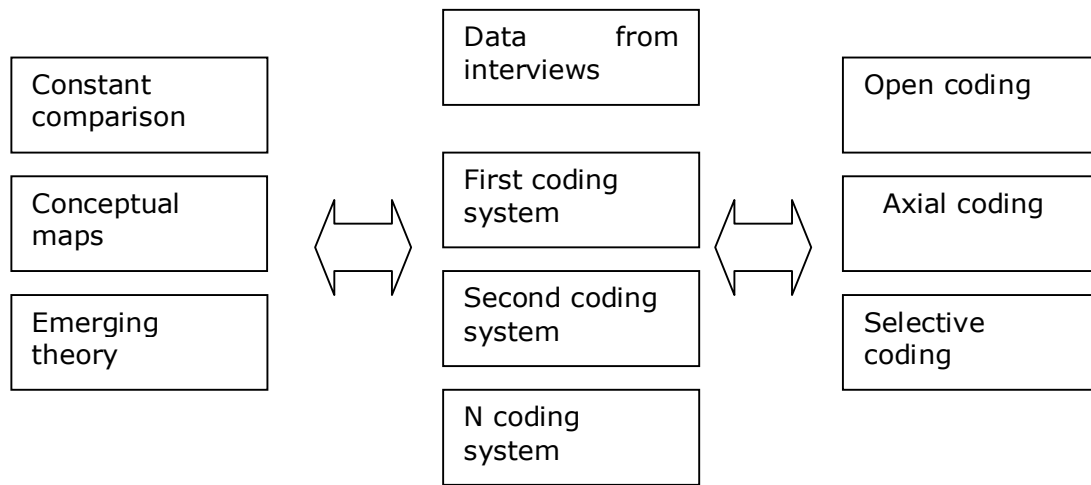 Constant
comparison
Conceptual
maps
Emerging
theory
Data from
interviews
First coding
system
Second coding
system
N coding
system
Open coding
Axial coding
Selective
coding